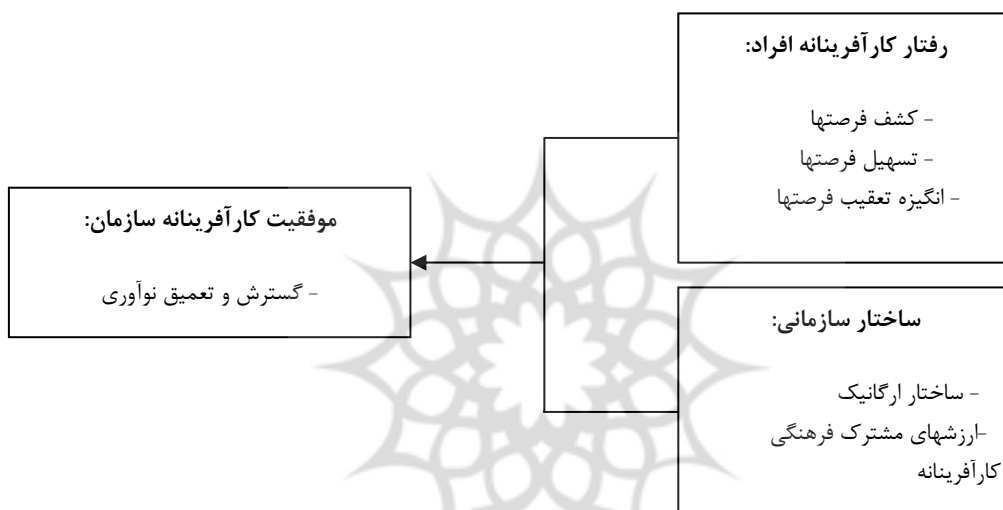 رفتار کارآفرینانه افراد:
- کشف فرصتها
- تسهیل فرصتها
- انگیزه تعقیب فرصتها
موفقیت کارآفرینانه سازمان:
- گسترش و تعمیق نوآوری
ساختار سازمانی:
- ساختار ارگانیک
-ارزشهای مشترک فرهنگی
کارآفرینانه